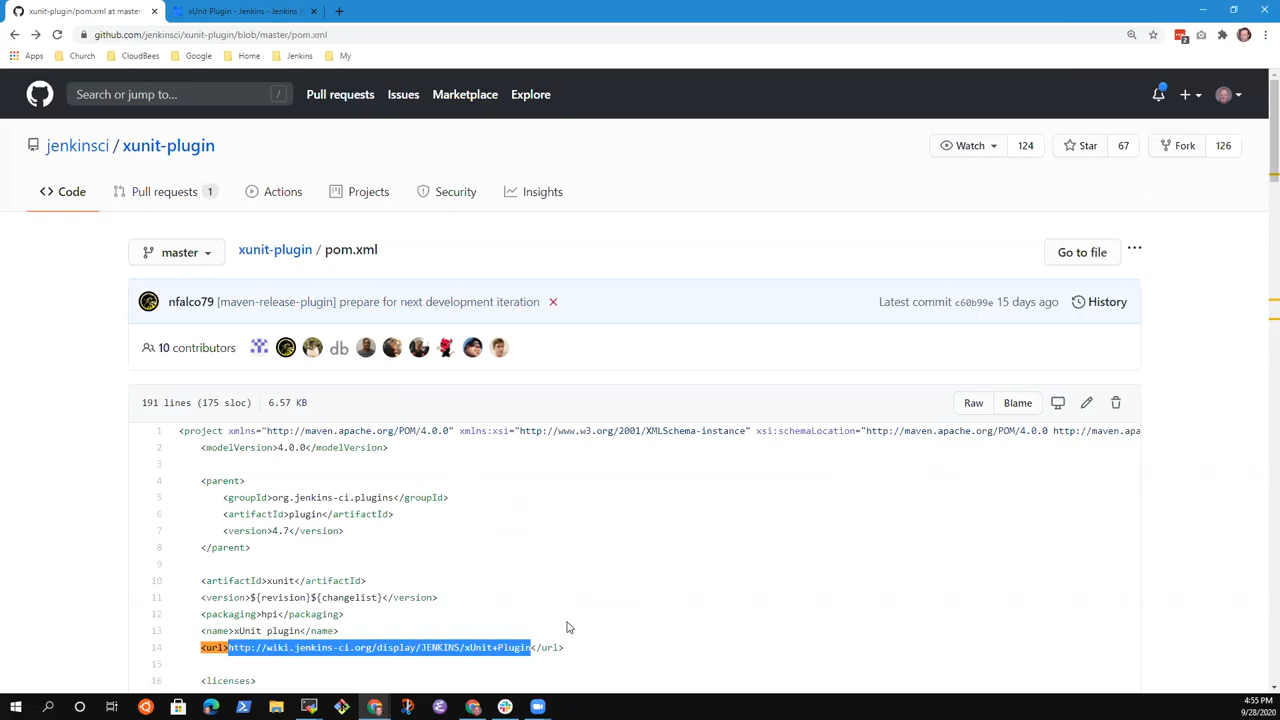 xunit-plugin/pom.xml at master
xUnit Plugin - Jenkins - Jenkins W
github.com/jenkinsci/xunit-plugin/blob/master/pom.xml
2
Apps
Church
CloudBees
Google
Home
Jenkins
My
Search or jump to...
/
Pull requests
Issues
Marketplace
Explore
jenkinsci / xunit-plugin
Watch
124
Star
67
Fork
126
Code
Pull requests 1
Actions
Projects
Security
Insights
master
xunit-plugin / pom.xml
Go to file
nfalco79 [maven-release-plugin] prepare for next development iteration
Latest commit c60b99e 15 days ago
History
10 contributors
db
191 lines (175 sloc)
6.57 KB
Raw
Blame
1 <project xmlns="http://maven.apache.org/POM/4.0.0" xmlns:xsi="http://www.w3.org/2001/XMLSchema-instance" xsi:schemaLocation="http://maven.apache.org/POM/4.0.0 http://maven.apa
2 <modelVersion>4.0.0</modelVersion>
3
4 <parent>
5 <groupId>org.jenkins-ci.plugins</groupId>
6 <artifactId>plugin</artifactId>
7 <version>4.7</version>
8 </parent>
9
10 <artifactId>xunit</artifactId>
11 <version>${revision}${changelist}</version>
12 <packaging>hpi</packaging>
13 <name>xUnit plugin</name>
14 <url>http://wiki.jenkins-ci.org/display/JENKINS/xUnit+Plugin</url>
15
16 <licenses>
4:55 PM
9/28/2020